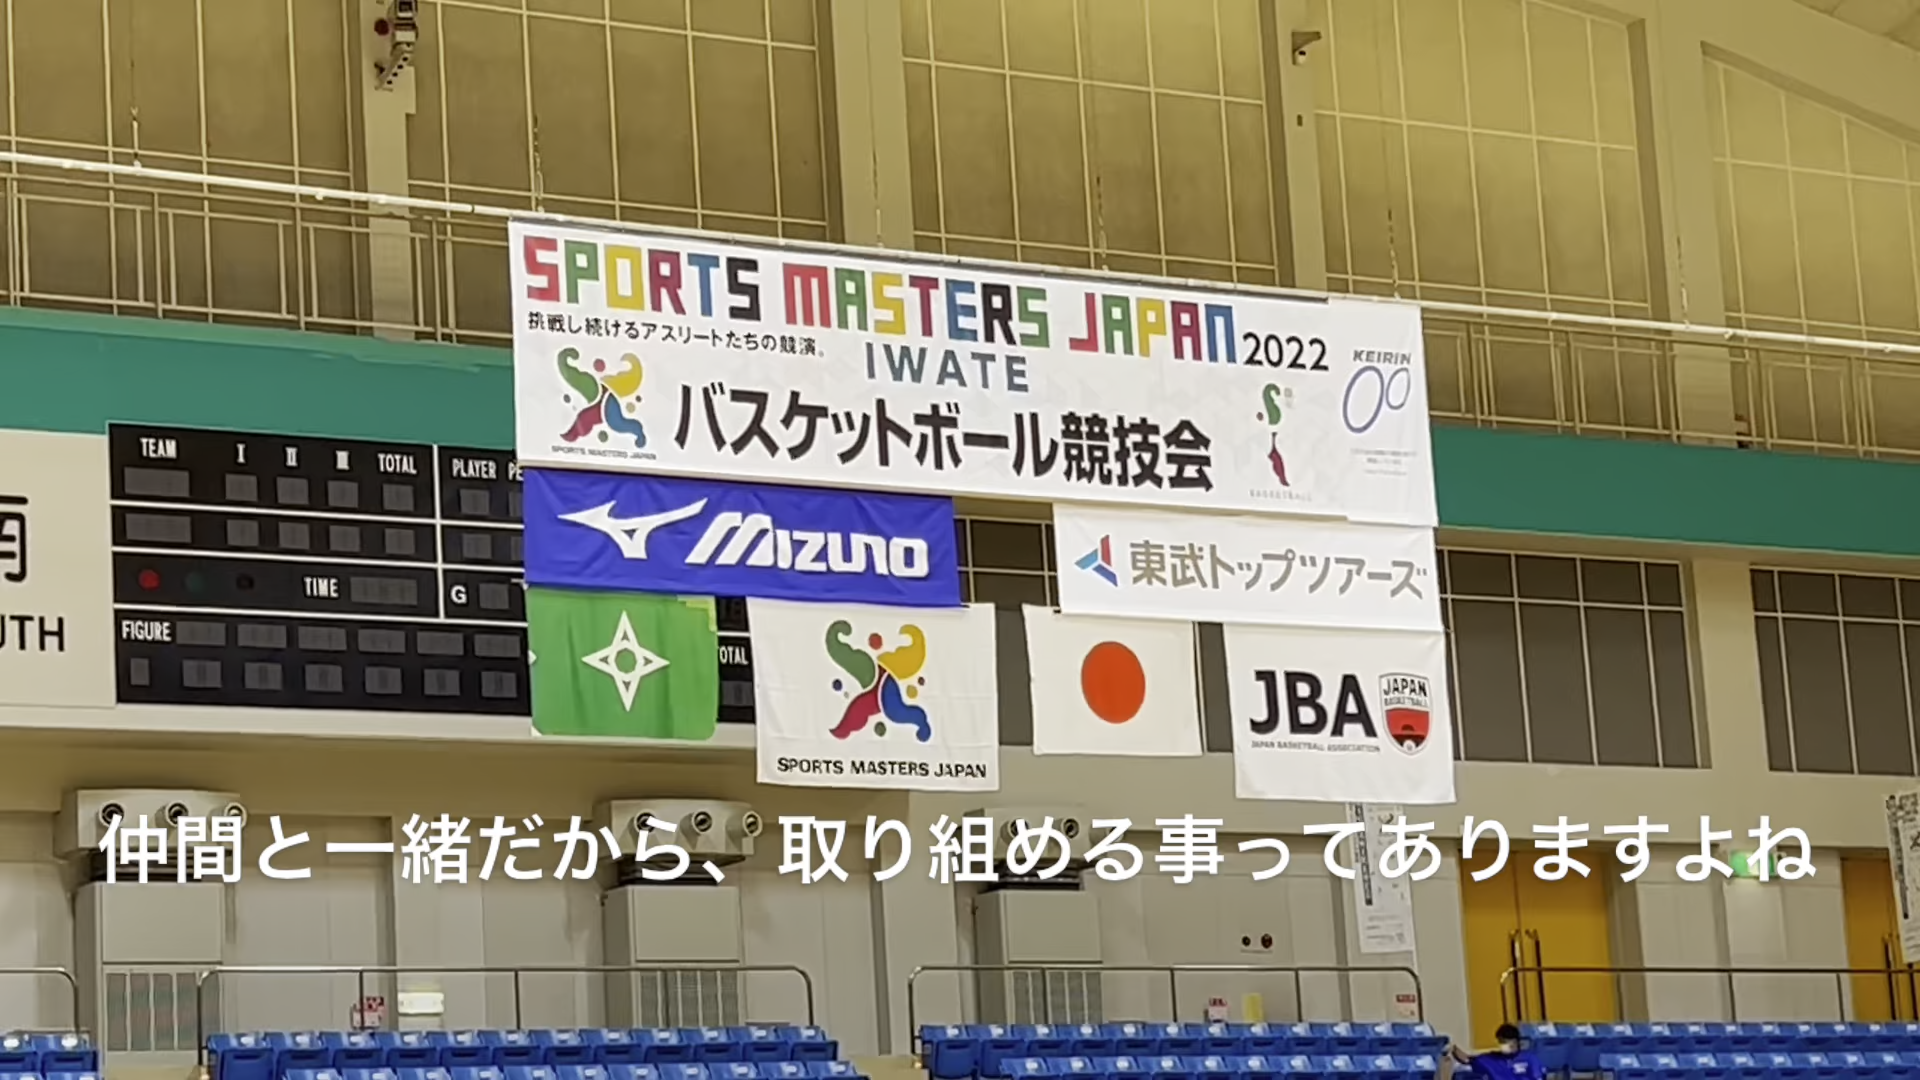 SPORTS MASTERS JAPAN 2022
挑戦し続けるアスリートたちの競演。
IWATE
KEIRIN
SPORTS MASTERS JAPAN
バスケットボール競技会
BASKETBALL
TEAM I II III TOTAL
PLAYER
TIME
G
FIGURE
TOTAL
南
UTH
MIZUNO
東武トップツアーズ
SPORTS MASTERS JAPAN
JBA
JAPAN BASKETBALL ASSOCIATION
JAPAN
BASKETBALL
仲間と一緒だから、取り組める事ってありますよね